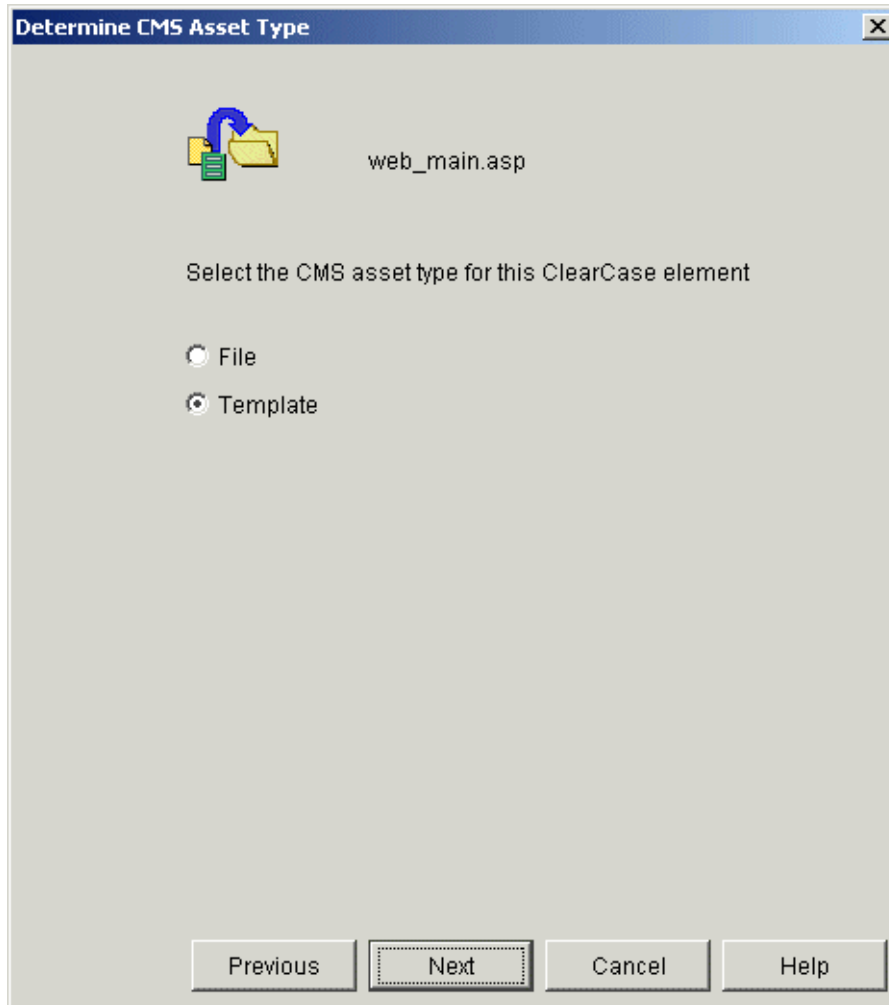 Determine CMS Asset Type
web_main.asp
Select the CMS asset type for this ClearCase element
File
Template
Previous Next Cancel Help